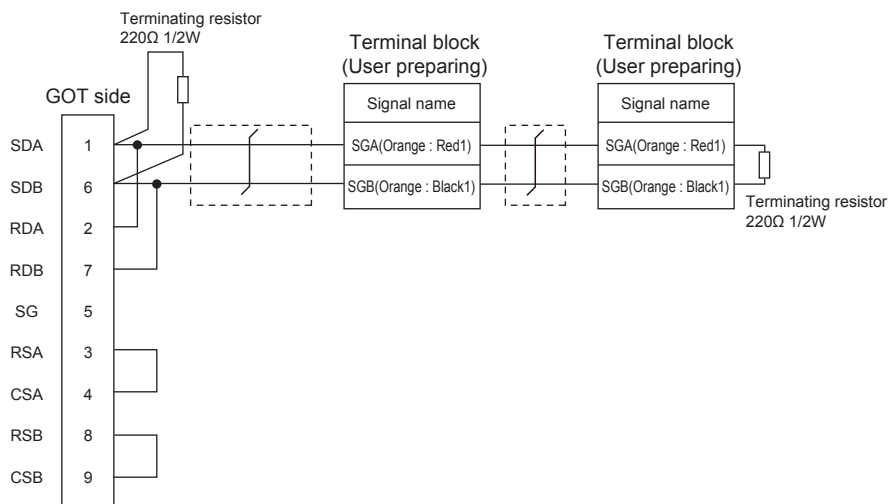 Terminating resistor
220Ω 1/2W
Terminal block
(User preparing)
Terminal block
(User preparing)
GOT side
Signal name
Signal name
SDA 1 SGA(Orange : Red1) SGA(Orange : Red1)
SDB 6 SGB(Orange : Black1) SGB(Orange : Black1)
Terminating resistor
220Ω 1/2W
RDA 2
RDB 7
SG 5
RSA 3
CSA 4
RSB 8
CSB 9